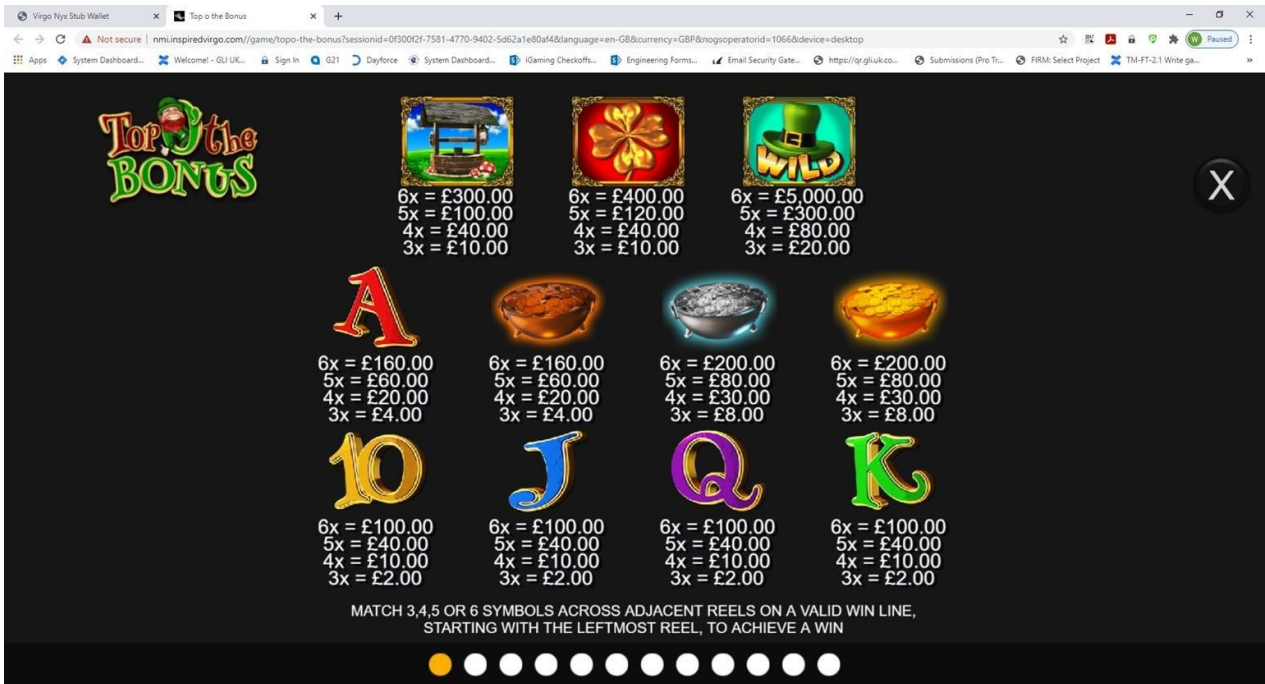 Virgo Nyx Stub Wallet
Top o the Bonus
Not secure
nmi.inspiredvirgo.com//game/topo-the-bonus?sessionid=0f300f2f-7581-4770-9402-5d62a1e80af4&language=en-GB&currency=GBP&nogsoperatorid=1066&device=desktop
W Paused
Apps System Dashboard... Welcome! - GLI UK... Sign In G21 Dayforce System Dashboard... iGaming Checkoffs... Engineering Forms... Email Security Gate... https://qr.gliuk.co... Submissions (Pro Tr... FIRM: Select Project TM-FT-2.1 Write ga... »
Top O' the
BONUS
WILD
X
6x = £300.00 6x = £400.00 6x = £5,000.00
5x = £100.00 5x = £120.00 5x = £300.00
4x = £40.00 4x = £40.00 4x = £80.00
3x = £10.00 3x = £10.00 3x = £20.00
A
6x = £160.00 6x = £160.00 6x = £200.00 6x = £200.00
5x = £60.00 5x = £60.00 5x = £80.00 5x = £80.00
4x = £20.00 4x = £20.00 4x = £30.00 4x = £30.00
3x = £4.00 3x = £4.00 3x = £8.00 3x = £8.00
10 J Q K
6x = £100.00 6x = £100.00 6x = £100.00 6x = £100.00
5x = £40.00 5x = £40.00 5x = £40.00 5x = £40.00
4x = £10.00 4x = £10.00 4x = £10.00 4x = £10.00
3x = £2.00 3x = £2.00 3x = £2.00 3x = £2.00
MATCH 3,4,5 OR 6 SYMBOLS ACROSS ADJACENT REELS ON A VALID WIN LINE,
STARTING WITH THE LEFTMOST REEL, TO ACHIEVE A WIN